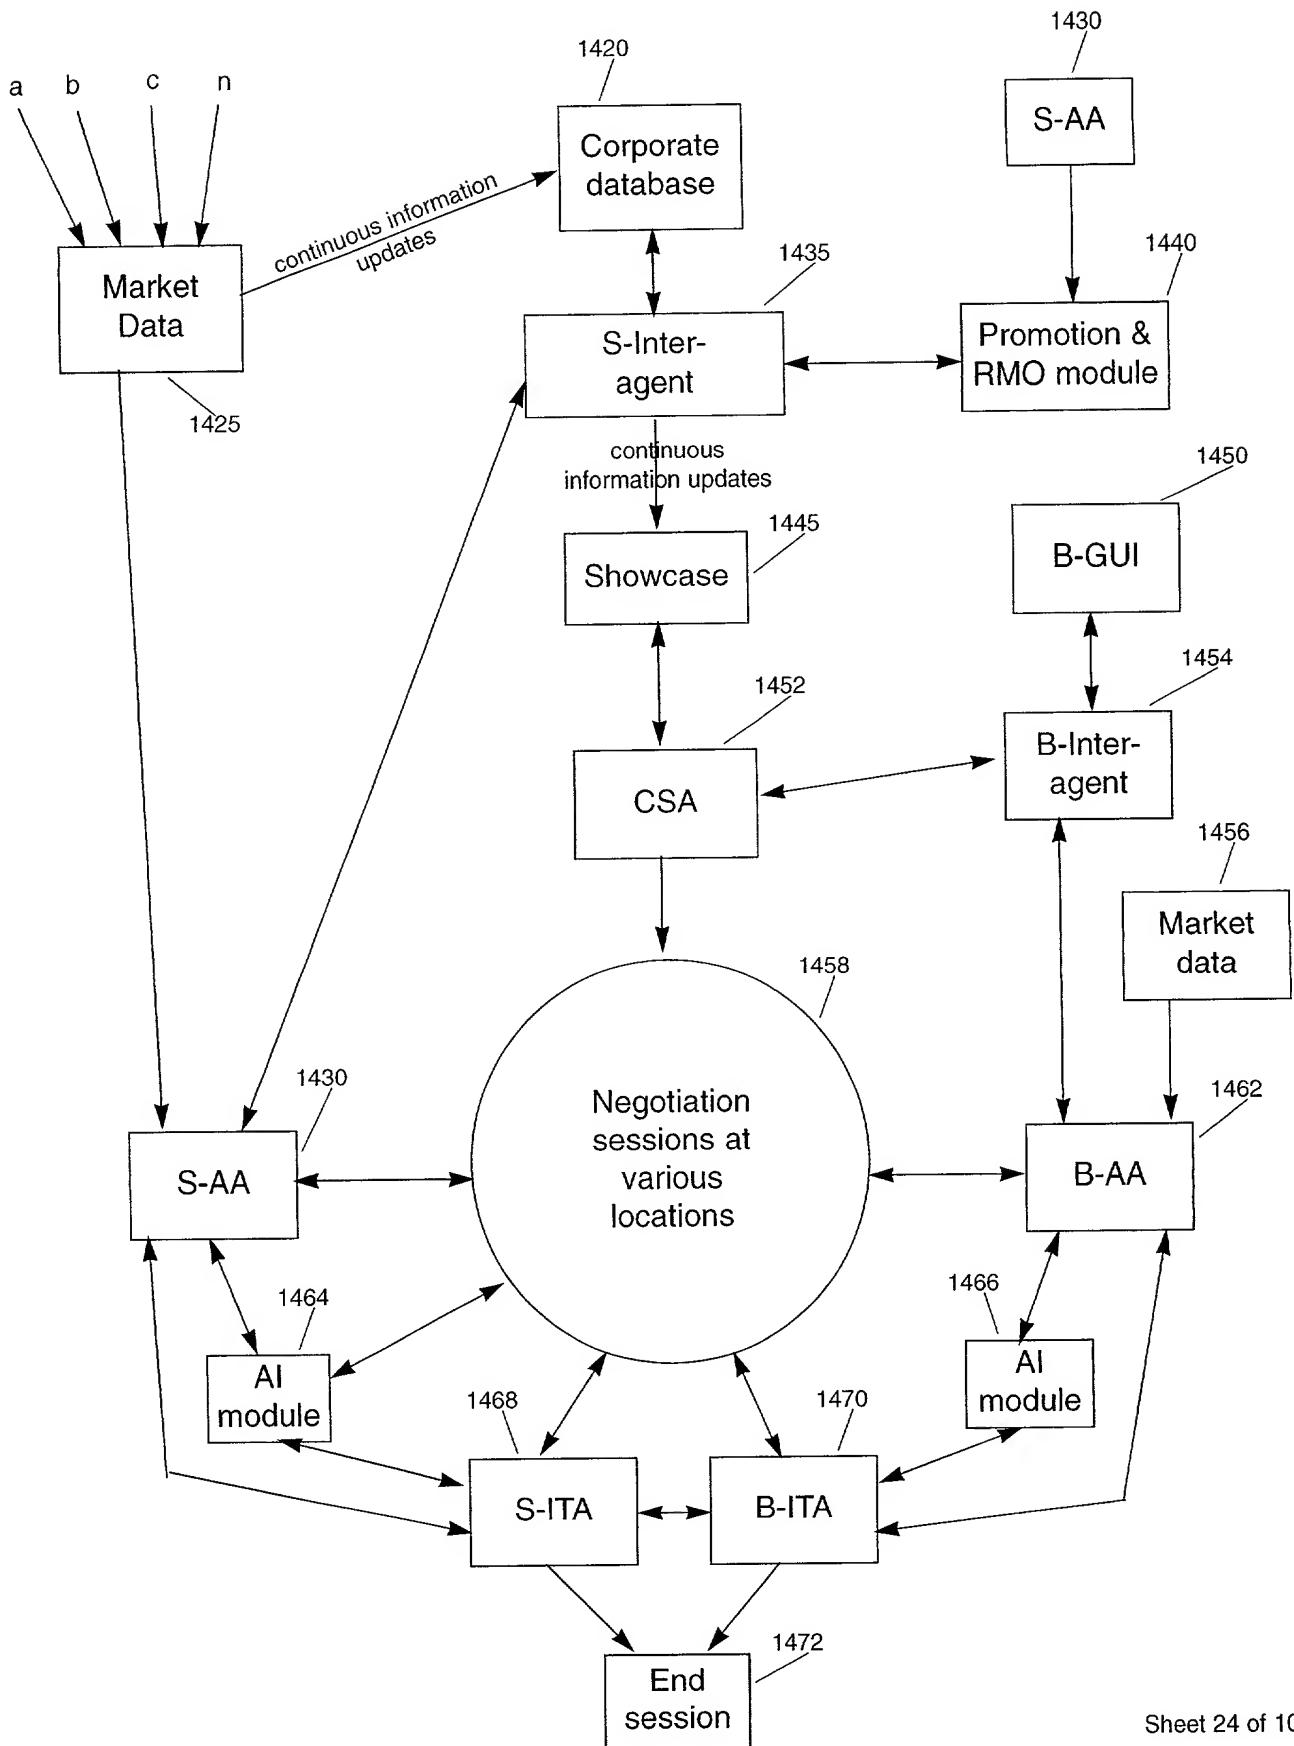 1430
1420
a b c n
S-AA
Corporate
database
continuous information
updates
1435
1440
Market
Data
S-Inter-
agent
Promotion &
RMO module
1425
continuous
information updates
1450
1445
B-GUI
Showcase
1454
1452
B-Inter-
agent
CSA
1456
Market
data
1458
1430
1462
Negotiation
sessions at
various
locations
S-AA
B-AA
1464
1466
AI
module
AI
module
1468
1470
S-ITA
B-ITA
1472
End
session
Sheet 24 of 10